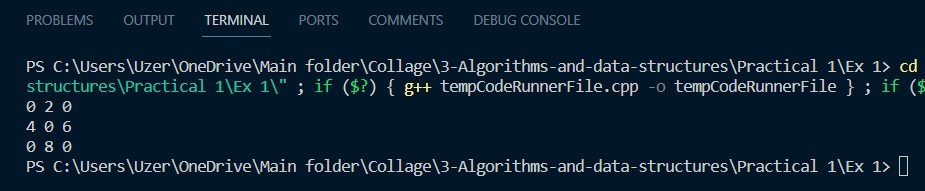 PROBLEMS OUTPUT TERMINAL PORTS COMMENTS DEBUG CONSOLE
PS C:\Users\Uzer\OneDrive\Main folder\Collage\3-Algorithms-and-data-structures\Practical 1\Ex 1> cd
structures\Practical 1\Ex 1\" ; if ($?) { g++ tempCodeRunnerFile.cpp -o tempCodeRunnerFile } ; if ($
0 2 0
4 0 6
0 8 0
PS C:\Users\Uzer\OneDrive\Main folder\Collage\3-Algorithms-and-data-structures\Practical 1\Ex 1>